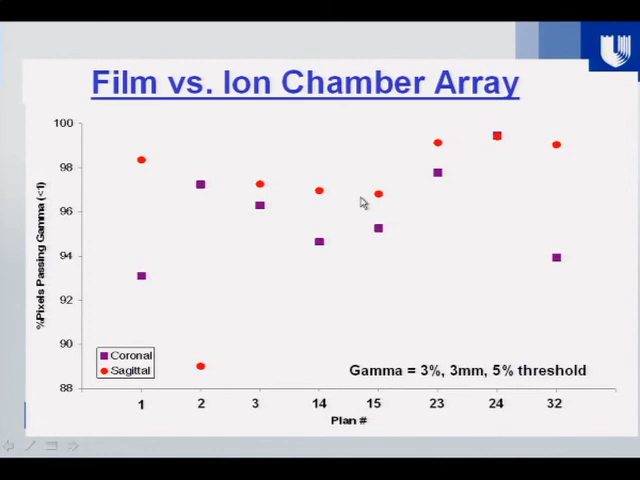 Film vs. Ion Chamber Array
100
98
96
94
92
90
88
%Pixels Passing Gamma (<1)
Coronal
Sagittal
Gamma = 3%, 3mm, 5% threshold
1 2 3 14 15 23 24 32
Plan #